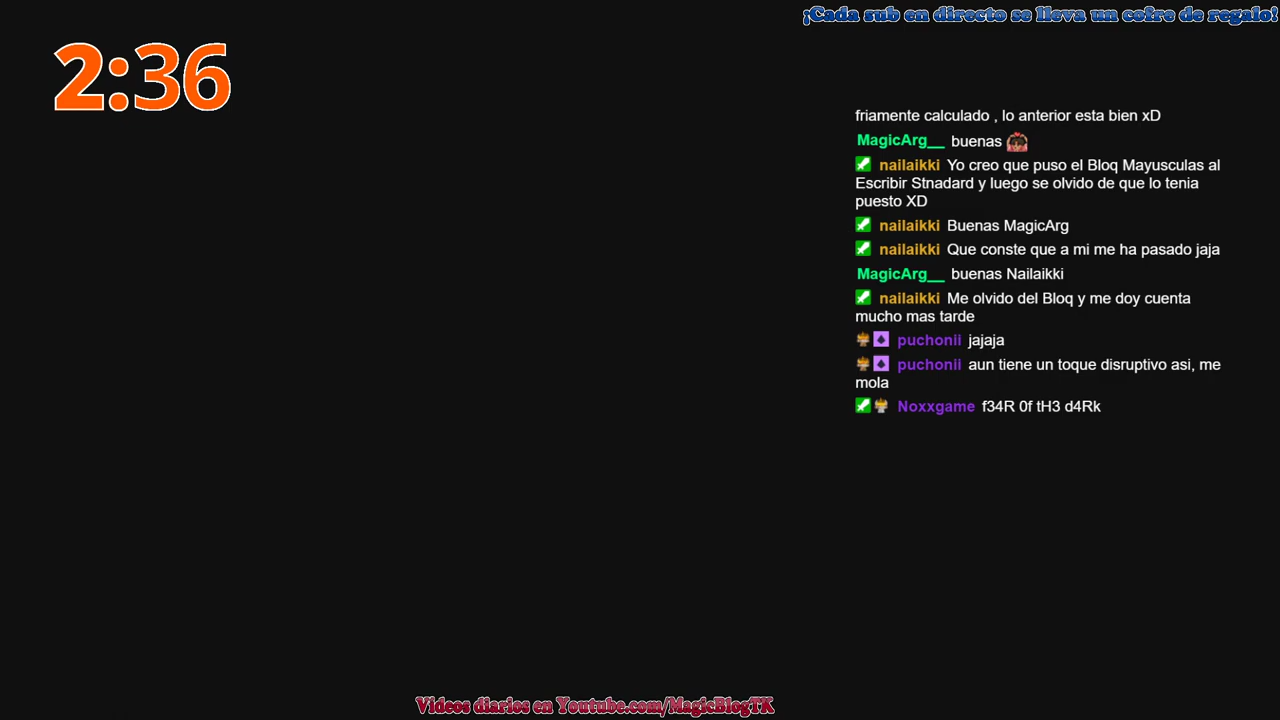 ¡Cada sub en directo se lleva un cofre de regalo!
2:36
friamente calculado , lo anterior esta bien xD
MagicArg__ buenas
nailaikki Yo creo que puso el Bloq Mayusculas al
Escribir Stnadard y luego se olvido de que lo tenia
puesto XD
nailaikki Buenas MagicArg
nailaikki Que conste que a mi me ha pasado jaja
MagicArg__ buenas Nailaikki
nailaikki Me olvido del Bloq y me doy cuenta
mucho mas tarde
puchonii jajaja
puchonii aun tiene un toque disruptivo asi, me
mola
Noxxgame f34R 0f tH3 d4Rk
Videos diarios en Youtube.com/MagicBlogTK